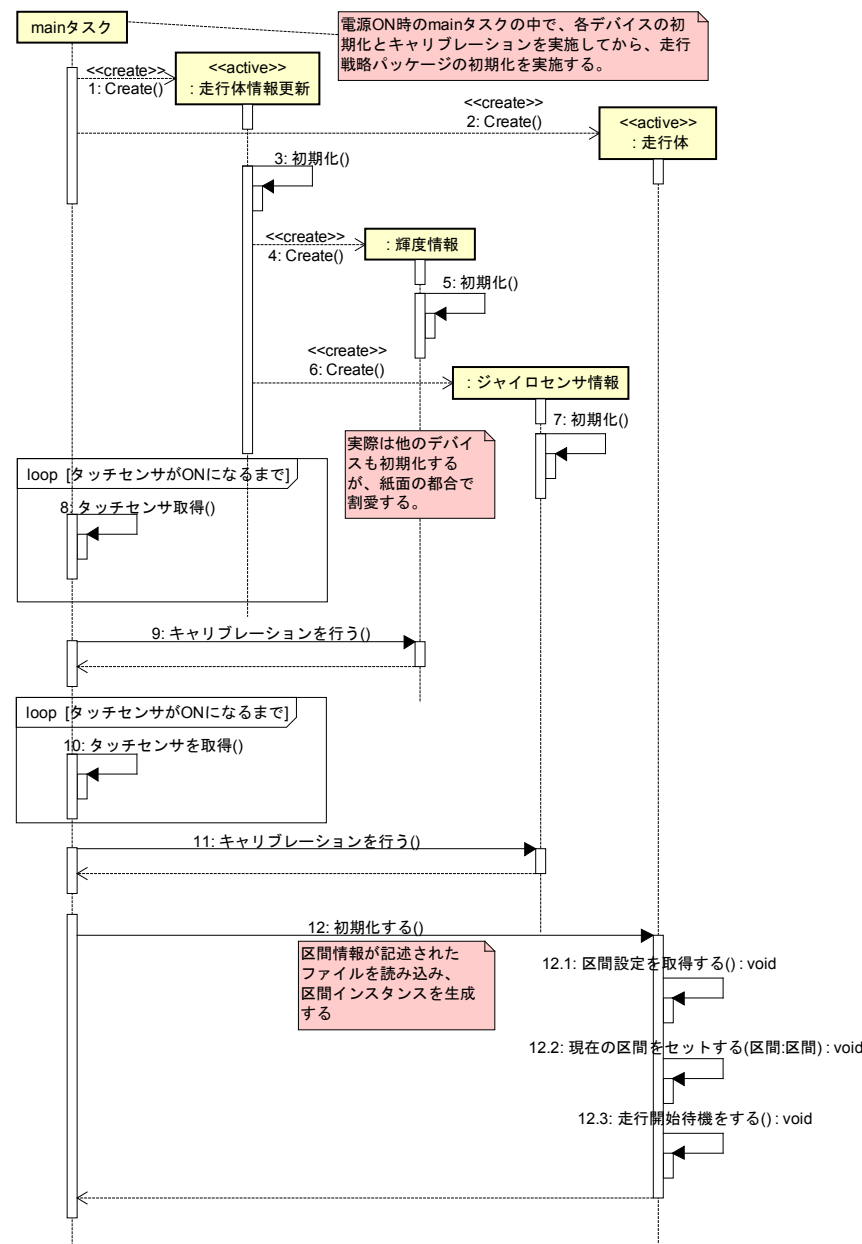 mainタスク
電源ON時のmainタスクの中で、各デバイスの初
期化とキャリブレーションを実施してから、走行
戦略パッケージの初期化を実施する。
<<create>>
1: Create()
<<active>>
: 走行体情報更新
<<create>>
2: Create()
<<active>>
: 走行体
3: 初期化()
<<create>>
4: Create()
: 輝度情報
5: 初期化()
<<create>>
6: Create()
: ジャイロセンサ情報
7: 初期化()
実際は他のデバイ
スも初期化する
が、紙面の都合で
割愛する。
loop [タッチセンサがONになるまで]
8: タッチセンサ取得()
9: キャリブレーションを行う()
loop [タッチセンサがONになるまで]
10: タッチセンサを取得()
11: キャリブレーションを行う()
12: 初期化する()
区間情報が記述された
ファイルを読み込み、
区間インスタンスを生成
する
12.1: 区間設定を取得する() : void
12.2: 現在の区間をセットする(区間:区間) : void
12.3: 走行開始待機をする() : void